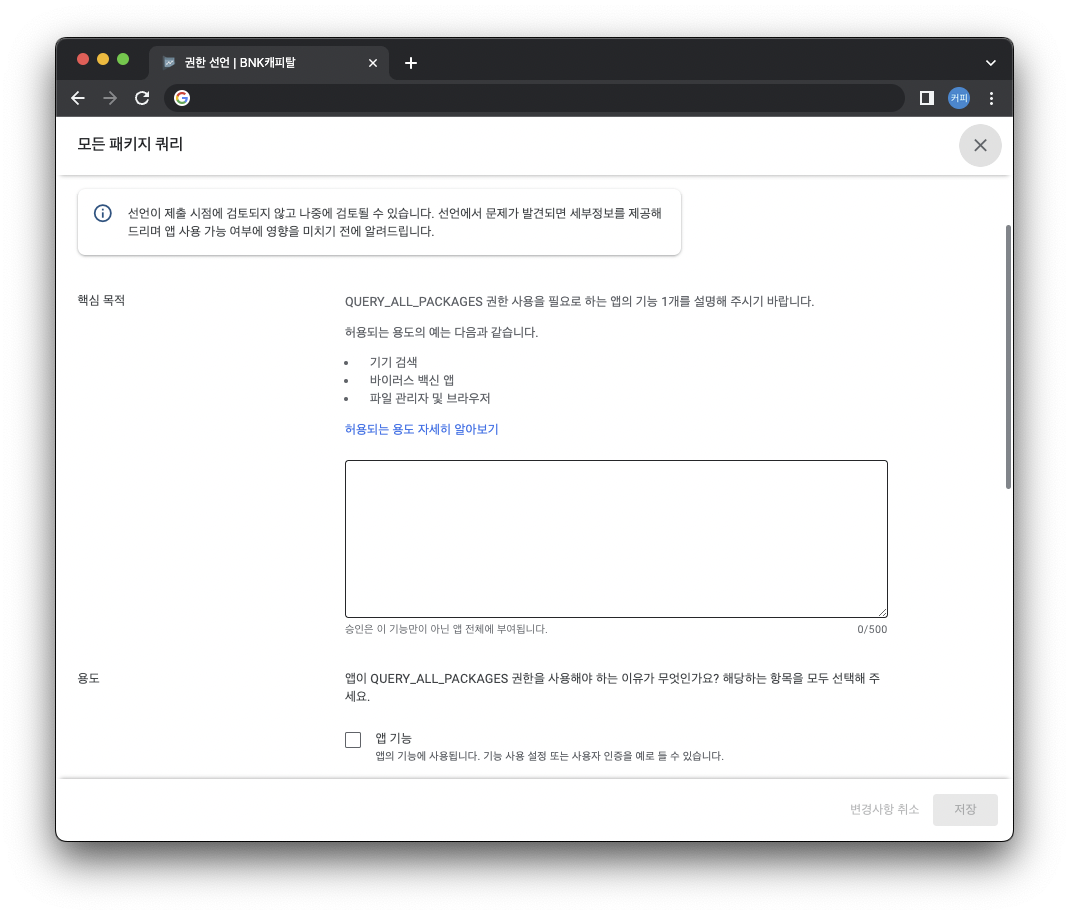 권한 선언 | BNK캐피탈
커피
모든 패키지 쿼리
선언이 제출 시점에 검토되지 않고 나중에 검토될 수 있습니다. 선언에서 문제가 발견되면 세부정보를 제공해
드리며 앱 사용 가능 여부에 영향을 미치기 전에 알려드립니다.
핵심 목적
QUERY_ALL_PACKAGES 권한 사용을 필요로 하는 앱의 기능 1개를 설명해 주시기 바랍니다.
허용되는 용도의 예는 다음과 같습니다.
• 기기 검색
• 바이러스 백신 앱
• 파일 관리자 및 브라우저
허용되는 용도 자세히 알아보기
승인은 이 기능만이 아닌 앱 전체에 부여됩니다. 0/500
용도
앱이 QUERY_ALL_PACKAGES 권한을 사용해야 하는 이유가 무엇인가요? 해당하는 항목을 모두 선택해 주
세요.
앱 기능
앱의 기능에 사용됩니다. 기능 사용 설정 또는 사용자 인증을 예로 들 수 있습니다.
변경사항 취소 저장